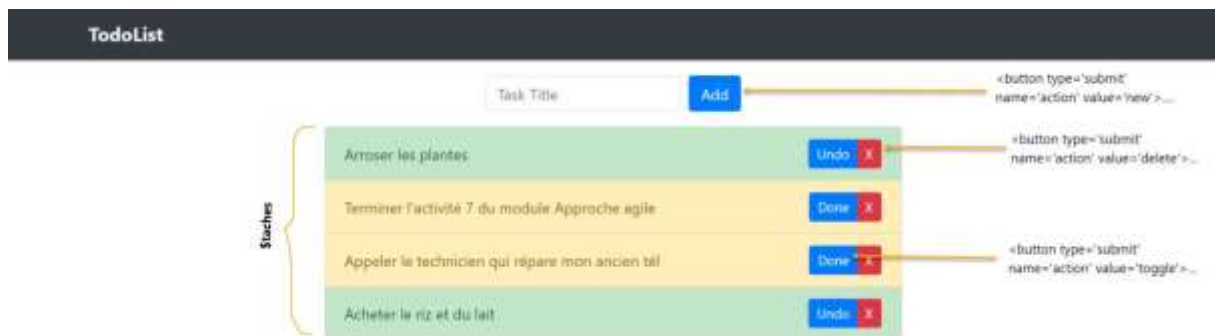 TodoList
Task Title
Add
<button type='submit'
name='action' value='new'>...
$taches
Arroser les plantes
Undo X
<button type='submit'
name='action' value='delete'>...
Terminer l'activité 7 du module Approche agile
Done X
Appeler le technicien qui répare mon ancien tél
Done X
<button type='submit'
name='action' value='toggle'>...
Acheter le riz et du lait
Undo X